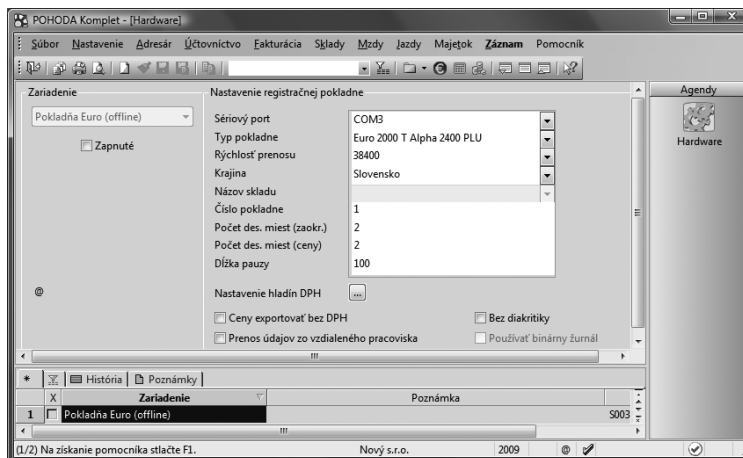 POHODA Komplet - [Hardware]
Súbor Nastavenie Adresár Účtovníctvo Fakturácia Sklady Mzdy Jazdy Majetok Záznam Pomocník
Zariadenie
Pokladňa Euro (offline)
Zapnuté
@
Nastavenie registračnej pokladne
Sériový port COM3
Typ pokladne Euro 2000 T Alpha 2400 PLU
Rýchlosť prenosu 38400
Krajina Slovensko
Názov skladu
Číslo pokladne 1
Počet des. miest (zaokr.) 2
Počet des. miest (ceny) 2
Dĺžka pauzy 100
Nastavenie hladín DPH ...
Ceny exportovať bez DPH Bez diakritiky
Prenos údajov zo vzdialeného pracoviska Používať binárny žurnál
Agendy
Hardware
* História Poznámky
X Zariadenie Poznámka
1 Pokladňa Euro (offline) S003
(1/2) Na získanie pomocníka stlačte F1. Nový s.r.o. 2009 @